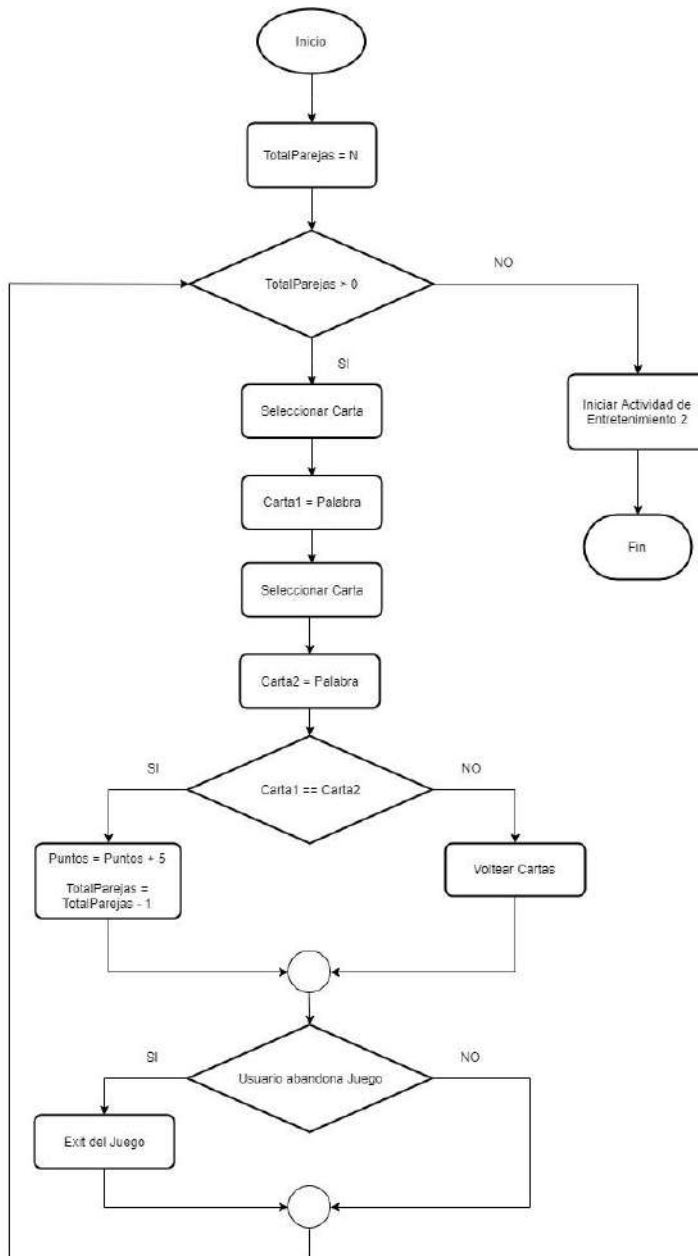 Inicio
TotalParejas = N
TotalParejas > 0
NO
SI
Seleccionar Carta
Iniciar Actividad de
Entretenimiento 2
Carta1 = Palabra
Fin
Seleccionar Carta
Carta2 = Palabra
SI
Carta1 == Carta2
NO
Puntos = Puntos + 5
TotalParejas =
TotalParejas - 1
Voltear Cartas
SI
Usuario abandona Juego
NO
Exit del Juego